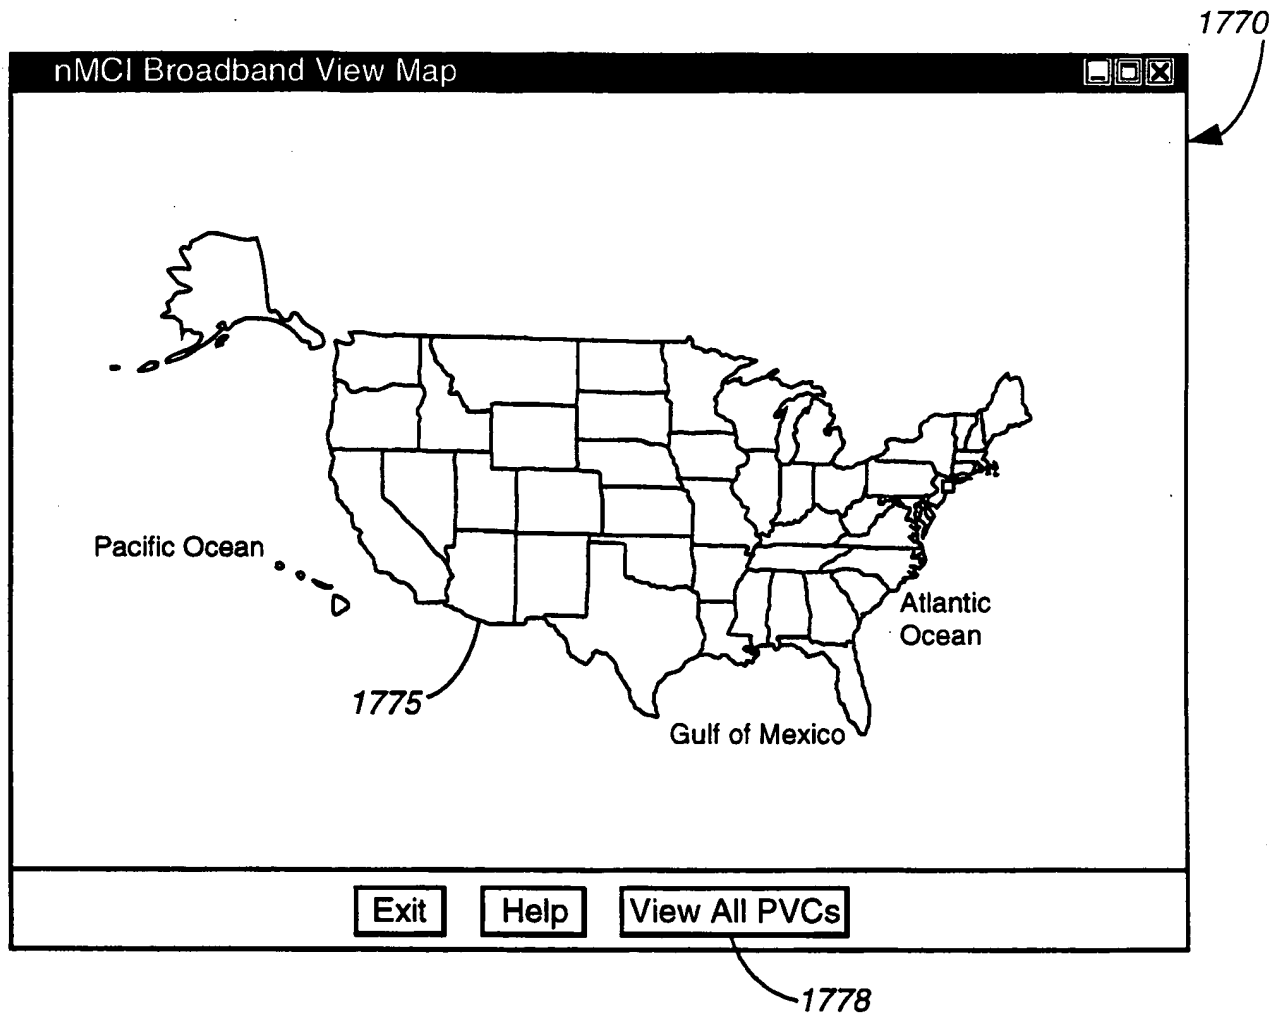 1770
nMCI Broadband View Map
Pacific Ocean
Atlantic
Ocean
1775
Gulf of Mexico
Exit
Help
View All PVCs
1778